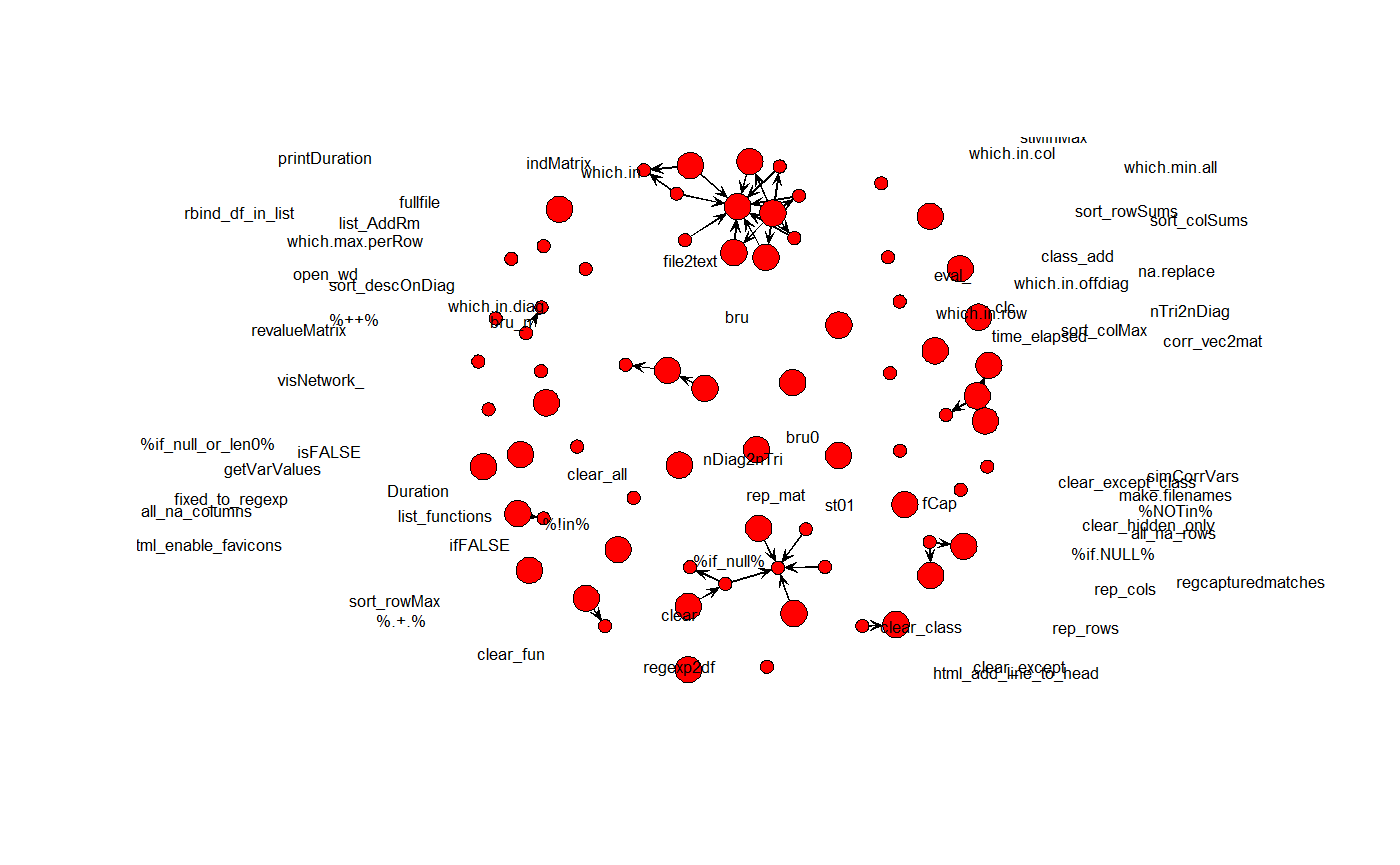 stMinMax
which.in.col
printDuration
indMatrix
which.min.all
which.in
fullfile
rbind_df_in_list
sort_rowSums
list_AddRm
sort_colSums
which.max.perRow
class_add
file2text
open_wd
eval_
na.replace
sort_descOnDiag
which.in.offdiag
which.in.diag
clc
nTri2nDiag
which.in.row
bru
%++%
bru_n
revalueMatrix
sort_colMax
time_elapsed
corr_vec2mat
visNetwork_
bru0
%if_null_or_len0%
isFALSE
nDiag2nTri
getVarValues
clear_all
simCorrVars
clear_except_class
Duration
rep_mat
make.filenames
fixed_to_regexp
st01
fCap
all_na_columns
%NOTin%
list_functions
%!in%
clear_hidden_only
all_na_rows
tml_enable_favicons
ifFALSE
%if.NULL%
%if_null%
regcapturedmatches
rep_cols
sort_rowMax
clear
%.+.%
clear_class
rep_rows
clear_fun
regexp2df
clear_except
html_add_line_to_head